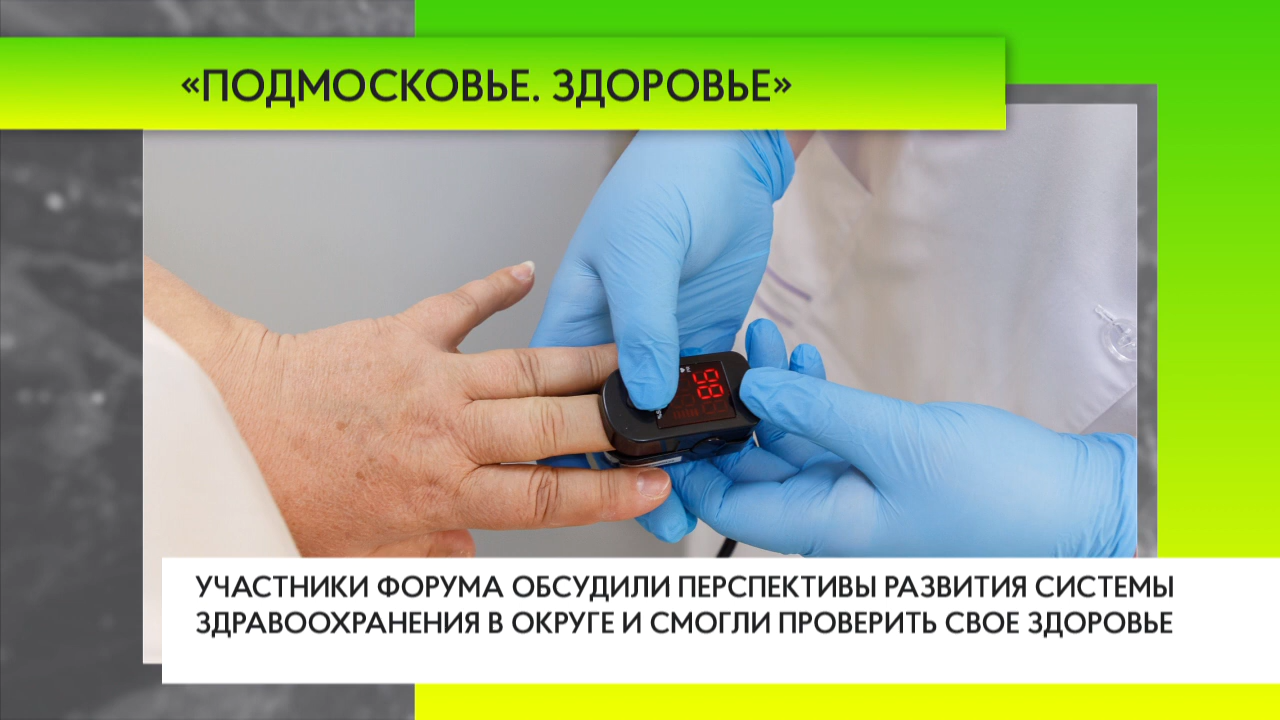 «ПОДМОСКОВЬЕ. ЗДОРОВЬЕ»
УЧАСТНИКИ ФОРУМА ОБСУДИЛИ ПЕРСПЕКТИВЫ РАЗВИТИЯ СИСТЕМЫ
ЗДРАВООХРАНЕНИЯ В ОКРУГЕ И СМОГЛИ ПРОВЕРИТЬ СВОЕ ЗДОРОВЬЕ